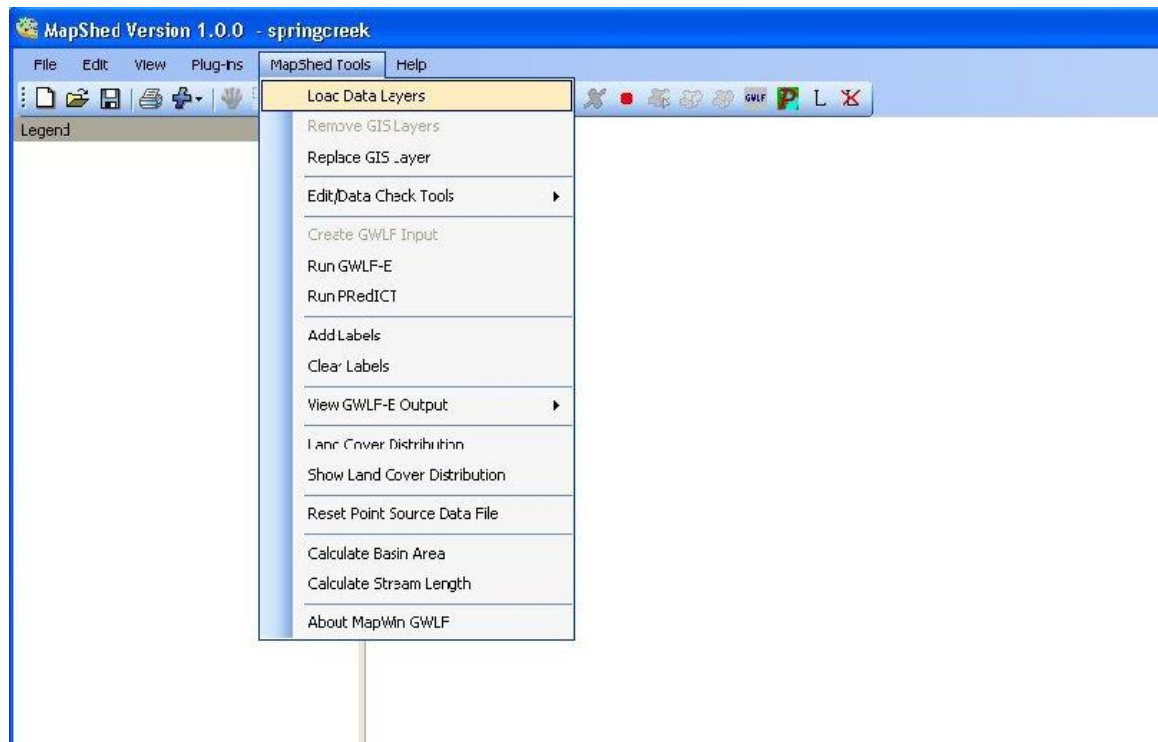 MapShed Version 1.0.0 - springcreek
File Edit View Plug-ins MapShed Tools Help
GWLF P L
Legend
Load Data Layers
Remove GIS Layers
Replace GIS Layer
Edit/Data Check Tools
Create GWLF Input
Run GWLF-E
Run PRedICT
Add Labels
Clear Labels
View GWLF-E Output
Land Cover Distribution
Show Land Cover Distribution
Reset Point Source Data File
Calculate Basin Area
Calculate Stream Length
About MapWin GWLF